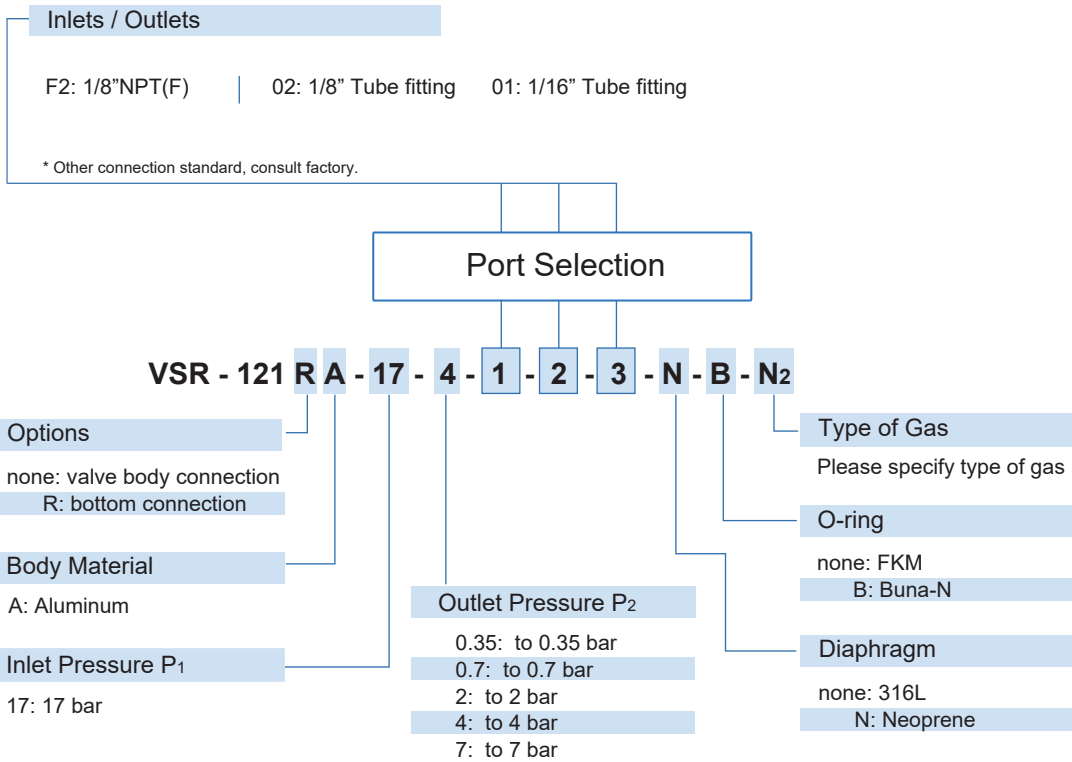 Inlets / Outlets
F2: 1/8”NPT(F) 02: 1/8” Tube fitting 01: 1/16” Tube fitting
* Other connection standard, consult factory.
Port Selection
VSR - 121 R A - 17 - 4 - 1 - 2 - 3 - N - B - N2
Options
none: valve body connection
R: bottom connection
Body Material
A: Aluminum
Inlet Pressure P1
17: 17 bar
Outlet Pressure P2
0.35: to 0.35 bar
0.7: to 0.7 bar
2: to 2 bar
4: to 4 bar
7: to 7 bar
Type of Gas
Please specify type of gas
O-ring
none: FKM
B: Buna-N
Diaphragm
none: 316L
N: Neoprene